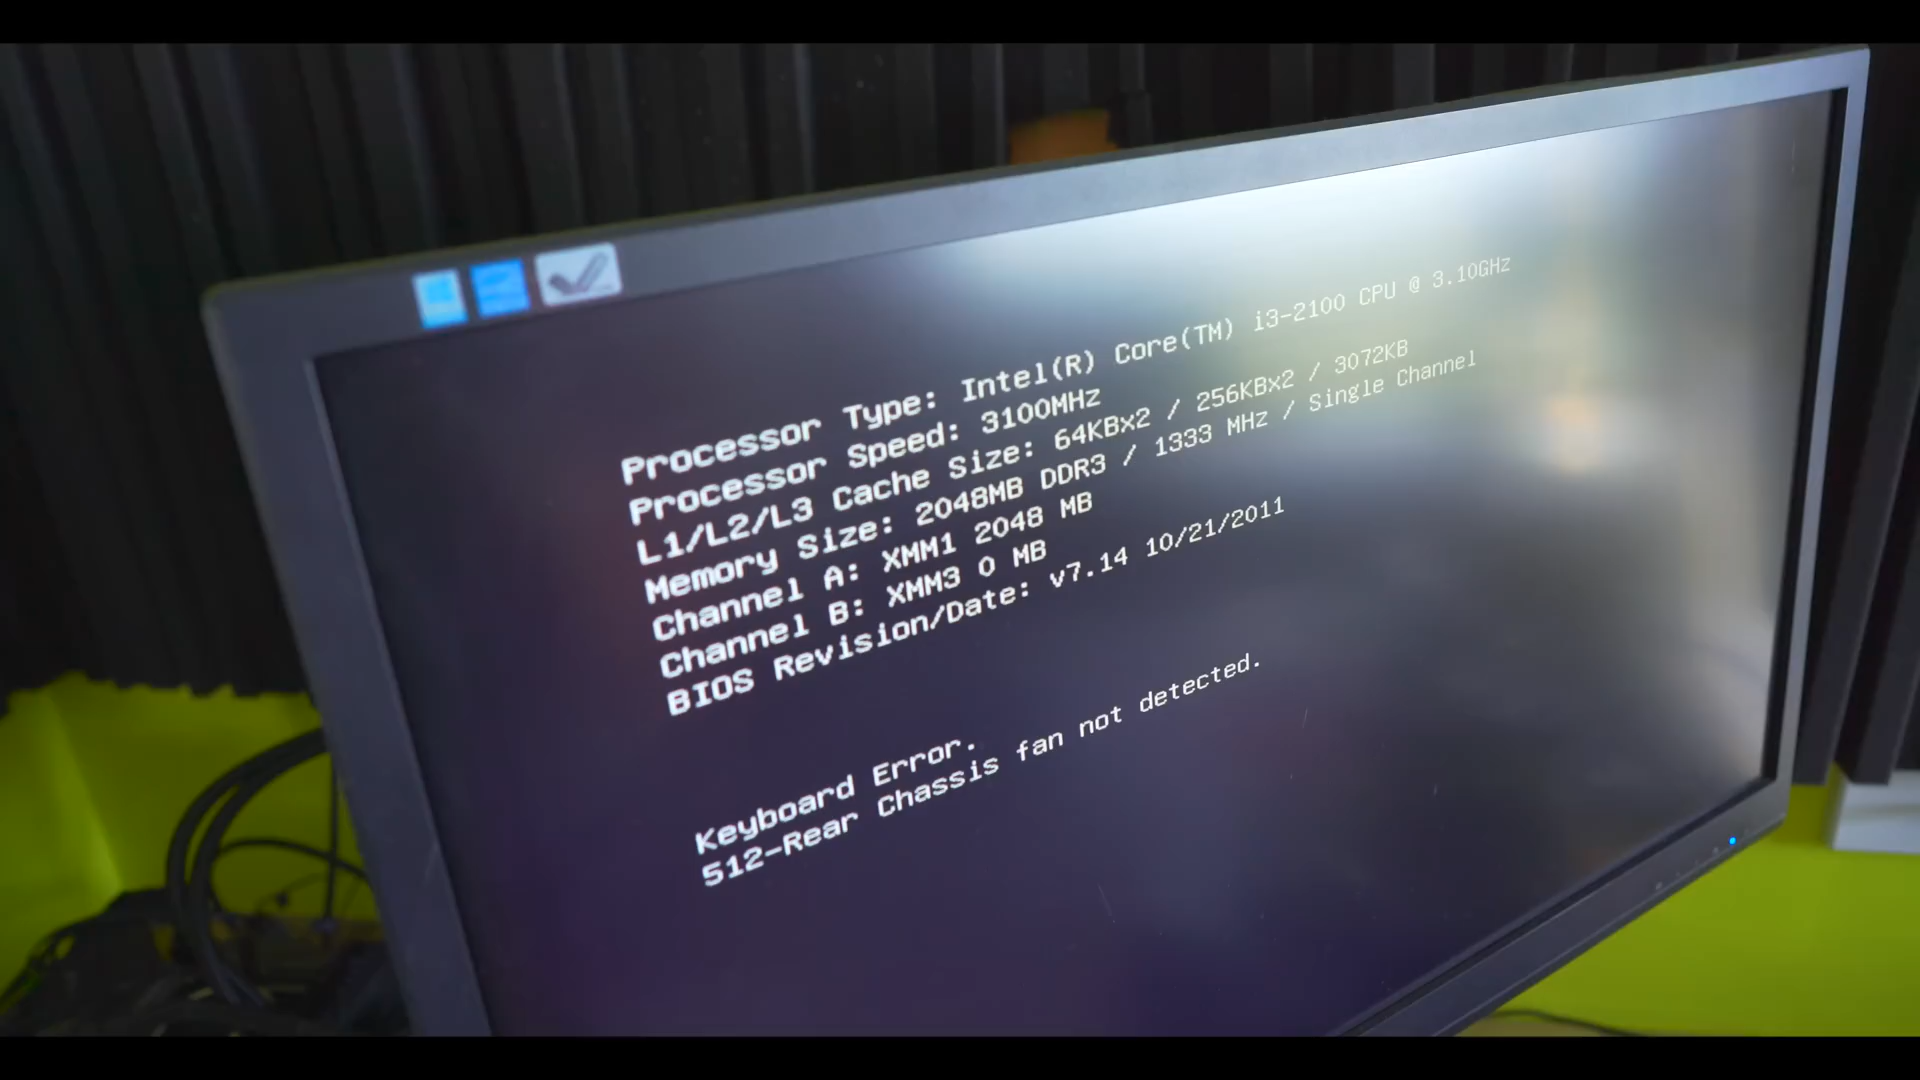 Processor Type: Intel(R) Core(TM) i3-2100 CPU @ 3.10GHz
Processor Speed: 3100MHz
L1/L2/L3 Cache Size: 64KBx2 / 256KBx2 / 3072KB
Memory Size: 2048MB DDR3 / 1333 MHz / Single Channel
Channel A: XMM1 2048 MB
Channel B: XMM3 0 MB
BIOS Revision/Date: v7.14 10/21/2011
Keyboard Error.
512-Rear Chassis fan not detected.